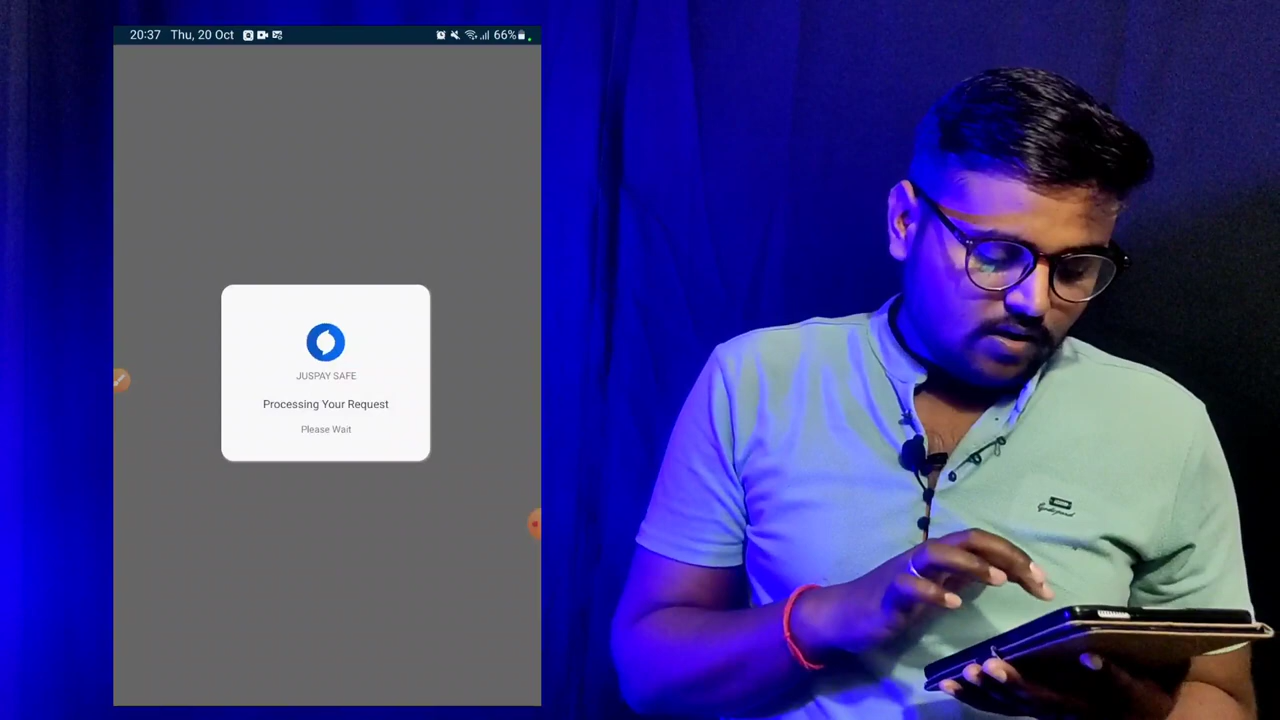 20:37 Thu, 20 Oct
66%
JUSPAY SAFE
Processing Your Request
Please Wait